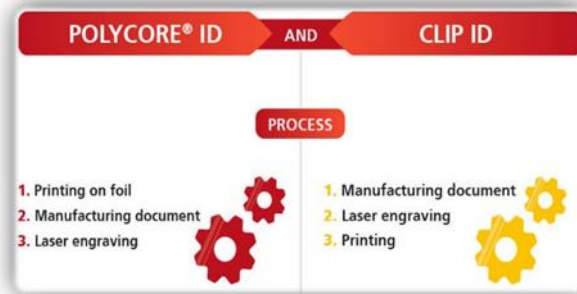 POLYCORE® ID AND CLIP ID
PROCESS
1. Printing on foil
2. Manufacturing document
3. Laser engraving
1. Manufacturing document
2. Laser engraving
3. Printing